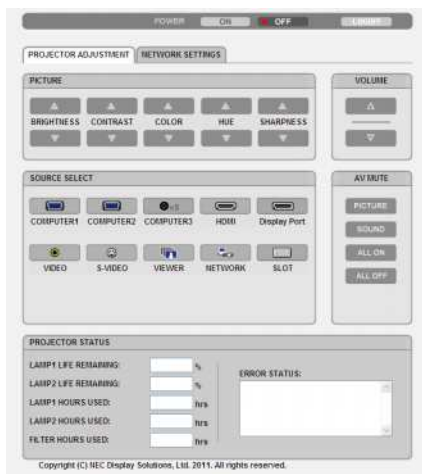 POWER ON OFF LOGOFF
PROJECTOR ADJUSTMENT NETWORK SETTINGS
PICTURE
BRIGHTNESS CONTRAST COLOR HUE SHARPNESS
VOLUME
SOURCE SELECT
COMPUTER1 COMPUTER2 COMPUTER3 HDMI Display Port
VIDEO S-VIDEO VIEWER NETWORK SLOT
AV MUTE
PICTURE
SOUND
ALL ON
ALL OFF
PROJECTOR STATUS
LAMP1 LIFE REMAINING: %
LAMP2 LIFE REMAINING: %
LAMP1 HOURS USED: hrs
LAMP2 HOURS USED: hrs
FILTER HOURS USED: hrs
ERROR STATUS:
Copyright (C) NEC Display Solutions, Ltd. 2011. All rights reserved.